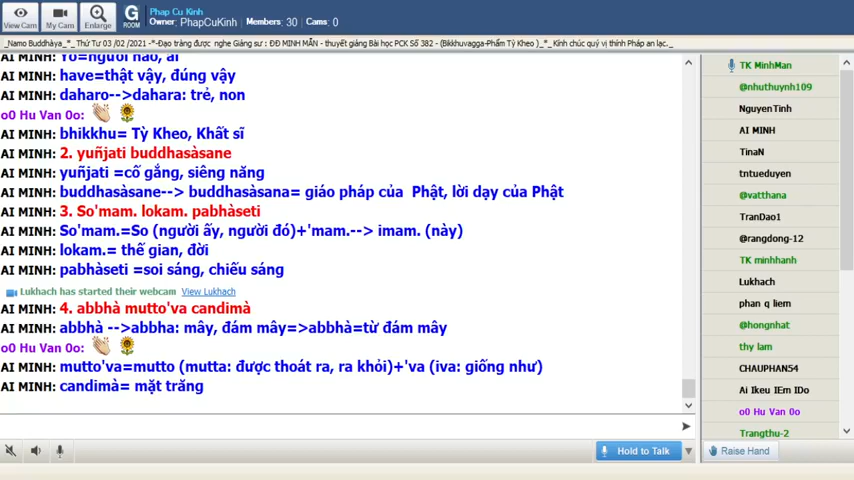 View Cam
My Cam
Enlarge
G
ROOM
Phap Cu Kinh
Owner: PhapCuKinh
Members: 30
Cams: 0
_Namo Buddhàya_*_ Thứ Tư 03 /02 /2021 -*-Đạo tràng được nghe Giảng sư : ĐĐ MINH MẪN - thuyết giảng Bài học PCK Số 382 - (Bikkhuvagga-Phẩm Tỳ Kheo )_*_ Kính chúc quý vị thính Pháp an lạc._
AI MINH: Yo=người nào, ai
AI MINH: have=thật vậy, đúng vậy
AI MINH: daharo-->dahara: trẻ, non
o0 Hu Van 0o:
AI MINH: bhikkhu= Tỳ Kheo, Khất sĩ
AI MINH: 2. yuñjati buddhasàsane
AI MINH: yuñjati =cố gắng, siêng năng
AI MINH: buddhasàsane--> buddhasàsana= giáo pháp của Phật, lời dạy của Phật
AI MINH: 3. So'mam. lokam. pabhàseti
AI MINH: So'mam.=So (người ấy, người đó)+'mam.--> imam. (này)
AI MINH: lokam.= thế gian, đời
AI MINH: pabhàseti =soi sáng, chiếu sáng
Lukhach has started their webcam View Lukhach
AI MINH: 4. abbhà mutto'va candimà
AI MINH: abbhà -->abbha: mây, đám mây=>abbhà=từ đám mây
o0 Hu Van 0o:
AI MINH: mutto'va=mutto (mutta: được thoát ra, ra khỏi)+'va (iva: giống như)
AI MINH: candimà= mặt trăng
TK MinhMan
@nhuthuynh109
NguyenTinh
AI MINH
TinaN
tntueduyen
@vatthana
TranDao1
@rangdong-12
TK minhhanh
Lukhach
phan q liem
@hongnhat
thy lam
CHAUPHAN54
Ai Ikeu IEm IDo
o0 Hu Van 0o
Trangthu-2
Hold to Talk
Raise Hand